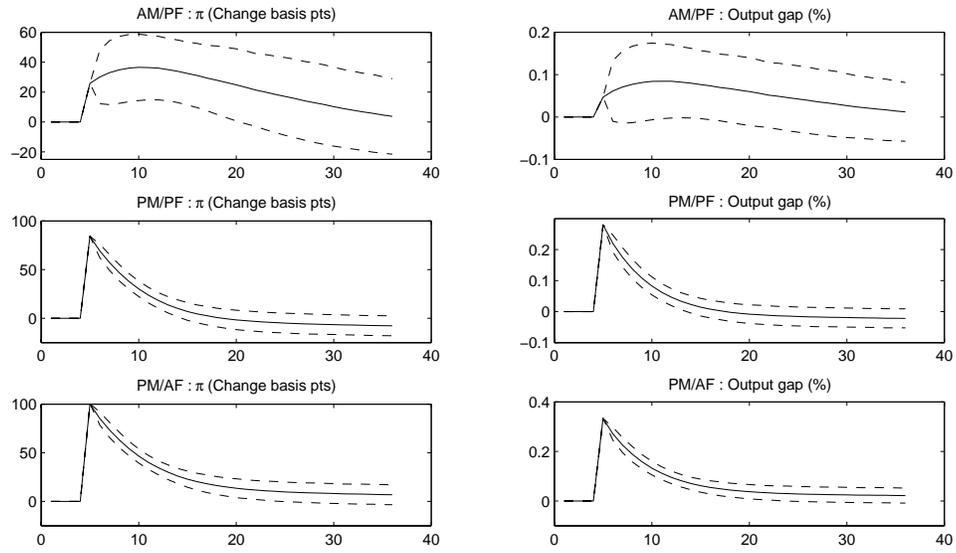 AM/PF : π (Change basis pts)
60
40
20
0
−20
0 10 20 30 40
AM/PF : Output gap (%)
0.2
0.1
0
−0.1
0 10 20 30 40
PM/PF : π (Change basis pts)
100
50
0
0 10 20 30 40
PM/PF : Output gap (%)
0.2
0.1
0
−0.1
0 10 20 30 40
PM/AF : π (Change basis pts)
100
50
0
0 10 20 30 40
PM/AF : Output gap (%)
0.4
0.2
0
0 10 20 30 40